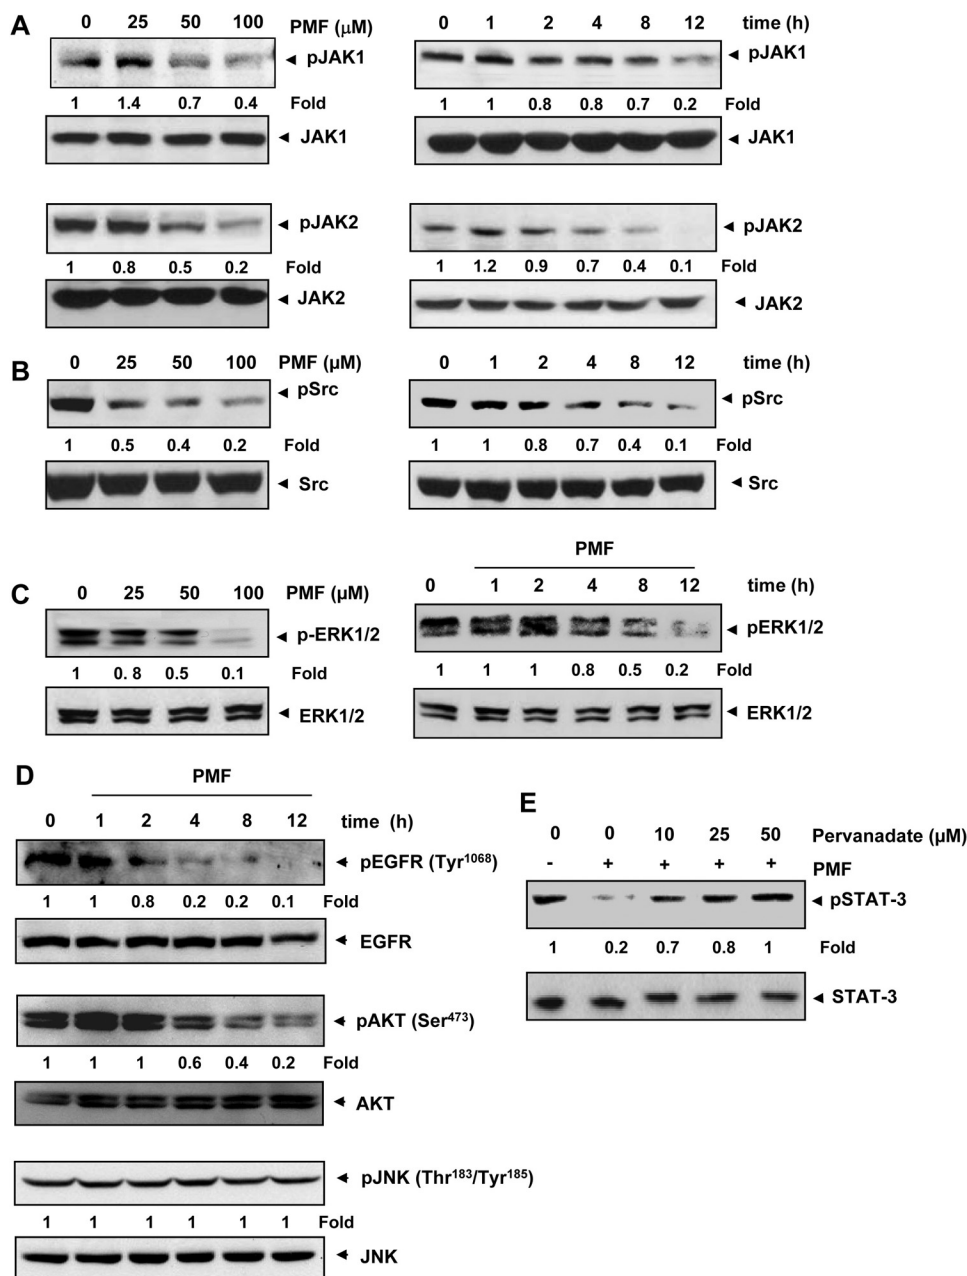 A
0 25 50 100 PMF (μM)
pJAK1
1 1.4 0.7 0.4 Fold
JAK1
pJAK2
1 0.8 0.5 0.2 Fold
JAK2
0 1 2 4 8 12 time (h)
pJAK1
1 1 0.8 0.8 0.7 0.2 Fold
JAK1
pJAK2
1 1.2 0.9 0.7 0.4 0.1 Fold
JAK2
B
0 25 50 100 PMF (μM)
pSrc
1 0.5 0.4 0.2 Fold
Src
0 1 2 4 8 12 time (h)
pSrc
1 1 0.8 0.7 0.4 0.1 Fold
Src
C
0 25 50 100 PMF (μM)
p-ERK1/2
1 0. 8 0.5 0.1 Fold
ERK1/2
PMF
0 1 2 4 8 12 time (h)
pERK1/2
1 1 1 0.8 0.5 0.2 Fold
ERK1/2
D
PMF
0 1 2 4 8 12 time (h)
pEGFR (Tyr1068)
1 1 0.8 0.2 0.2 0.1 Fold
EGFR
pAKT (Ser473)
1 1 1 0.6 0.4 0.2 Fold
AKT
pJNK (Thr183/Tyr185)
1 1 1 1 1 1 Fold
JNK
E
0 0 10 25 50 Pervanadate (μM)
- + + + + PMF
pSTAT-3
1 0.2 0.7 0.8 1 Fold
STAT-3